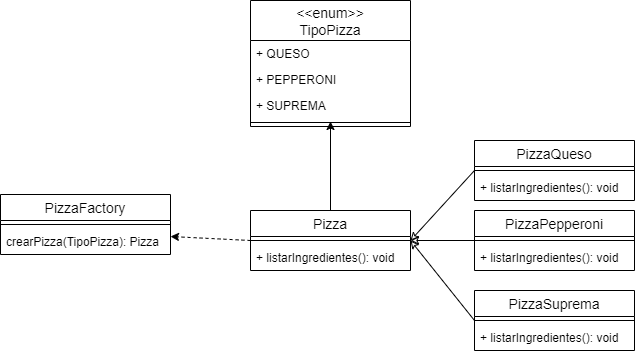 <<enum>>
TipoPizza
+ QUESO
+ PEPPERONI
+ SUPREMA
PizzaFactory
crearPizza(TipoPizza): Pizza
Pizza
+ listarIngredientes(): void
PizzaQueso
+ listarIngredientes(): void
PizzaPepperoni
+ listarIngredientes(): void
PizzaSuprema
+ listarIngredientes(): void